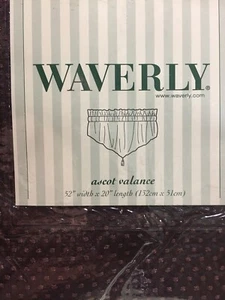 WAVERLY®
www.waverly.com
ascot valance
52" width x 20" length (132cm x 51cm)